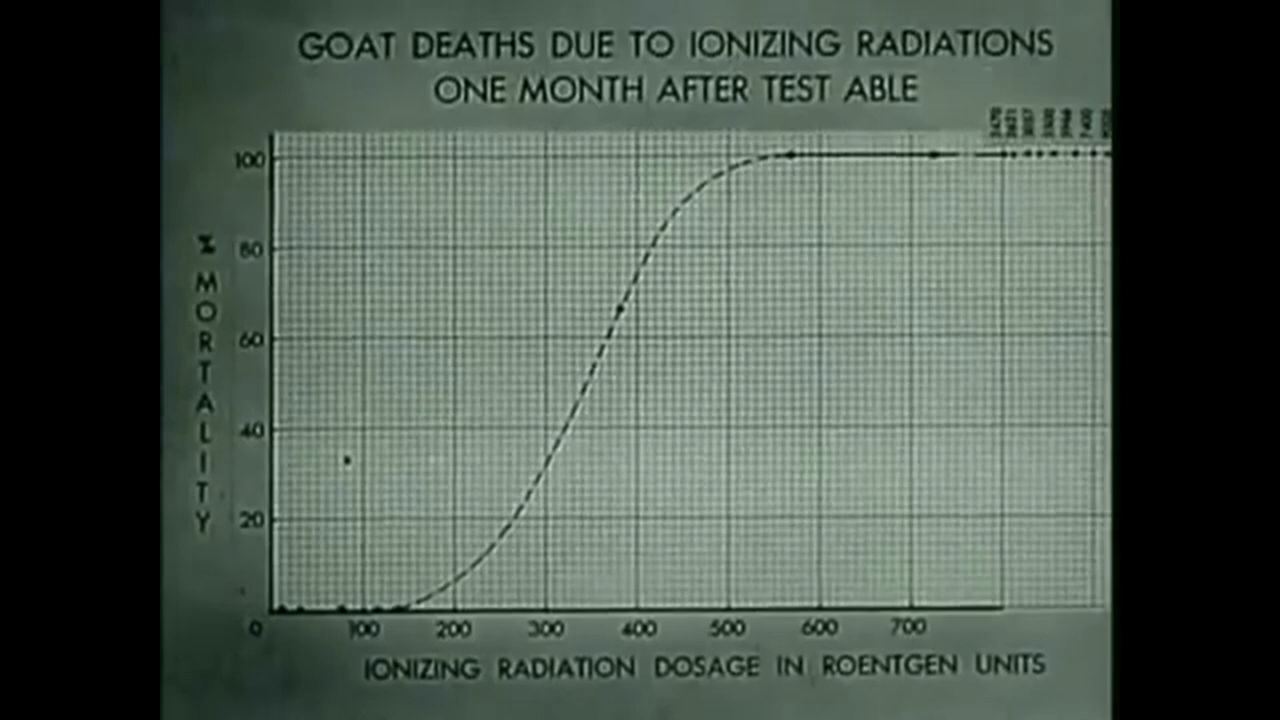 GOAT DEATHS DUE TO IONIZING RADIATIONS
ONE MONTH AFTER TEST ABLE
100
80
60
40
20
% MORTALITY
0 100 200 300 400 500 600 700
IONIZING RADIATION DOSAGE IN ROENTGEN UNITS